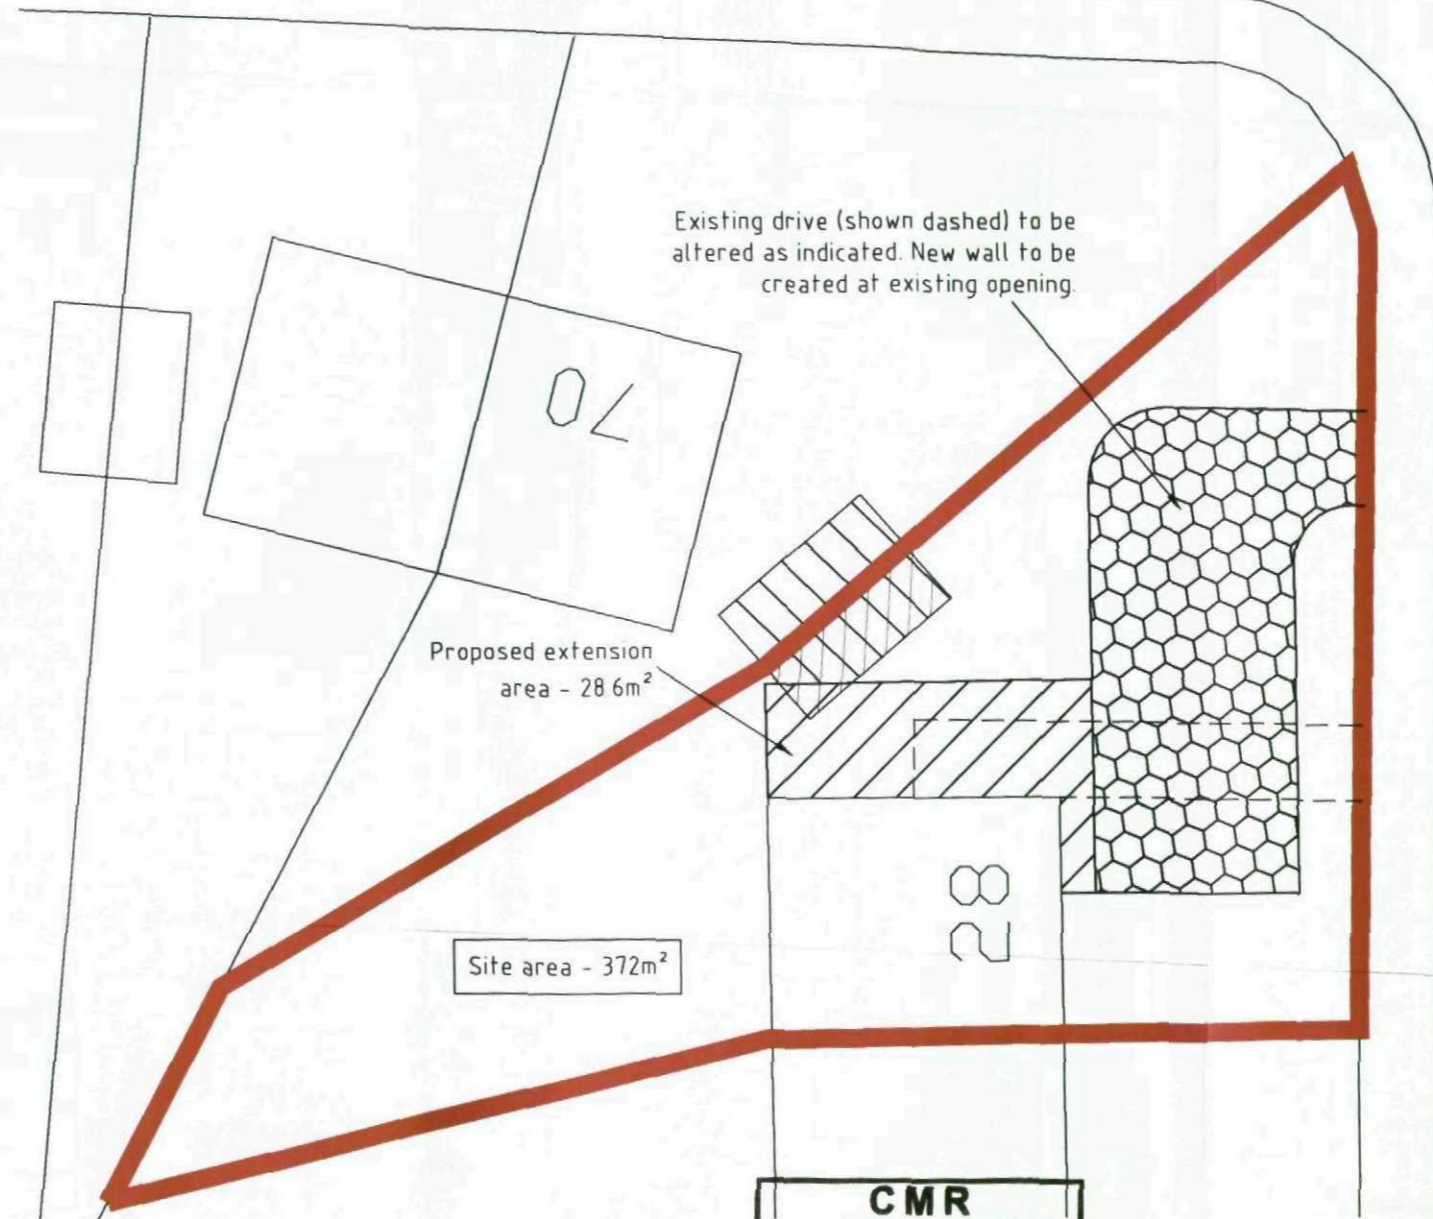 Existing drive (shown dashed) to be
altered as indicated. New wall to be
created at existing opening.
70
Proposed extension
area - 28.6m²
28
Site area - 372m²
CMR